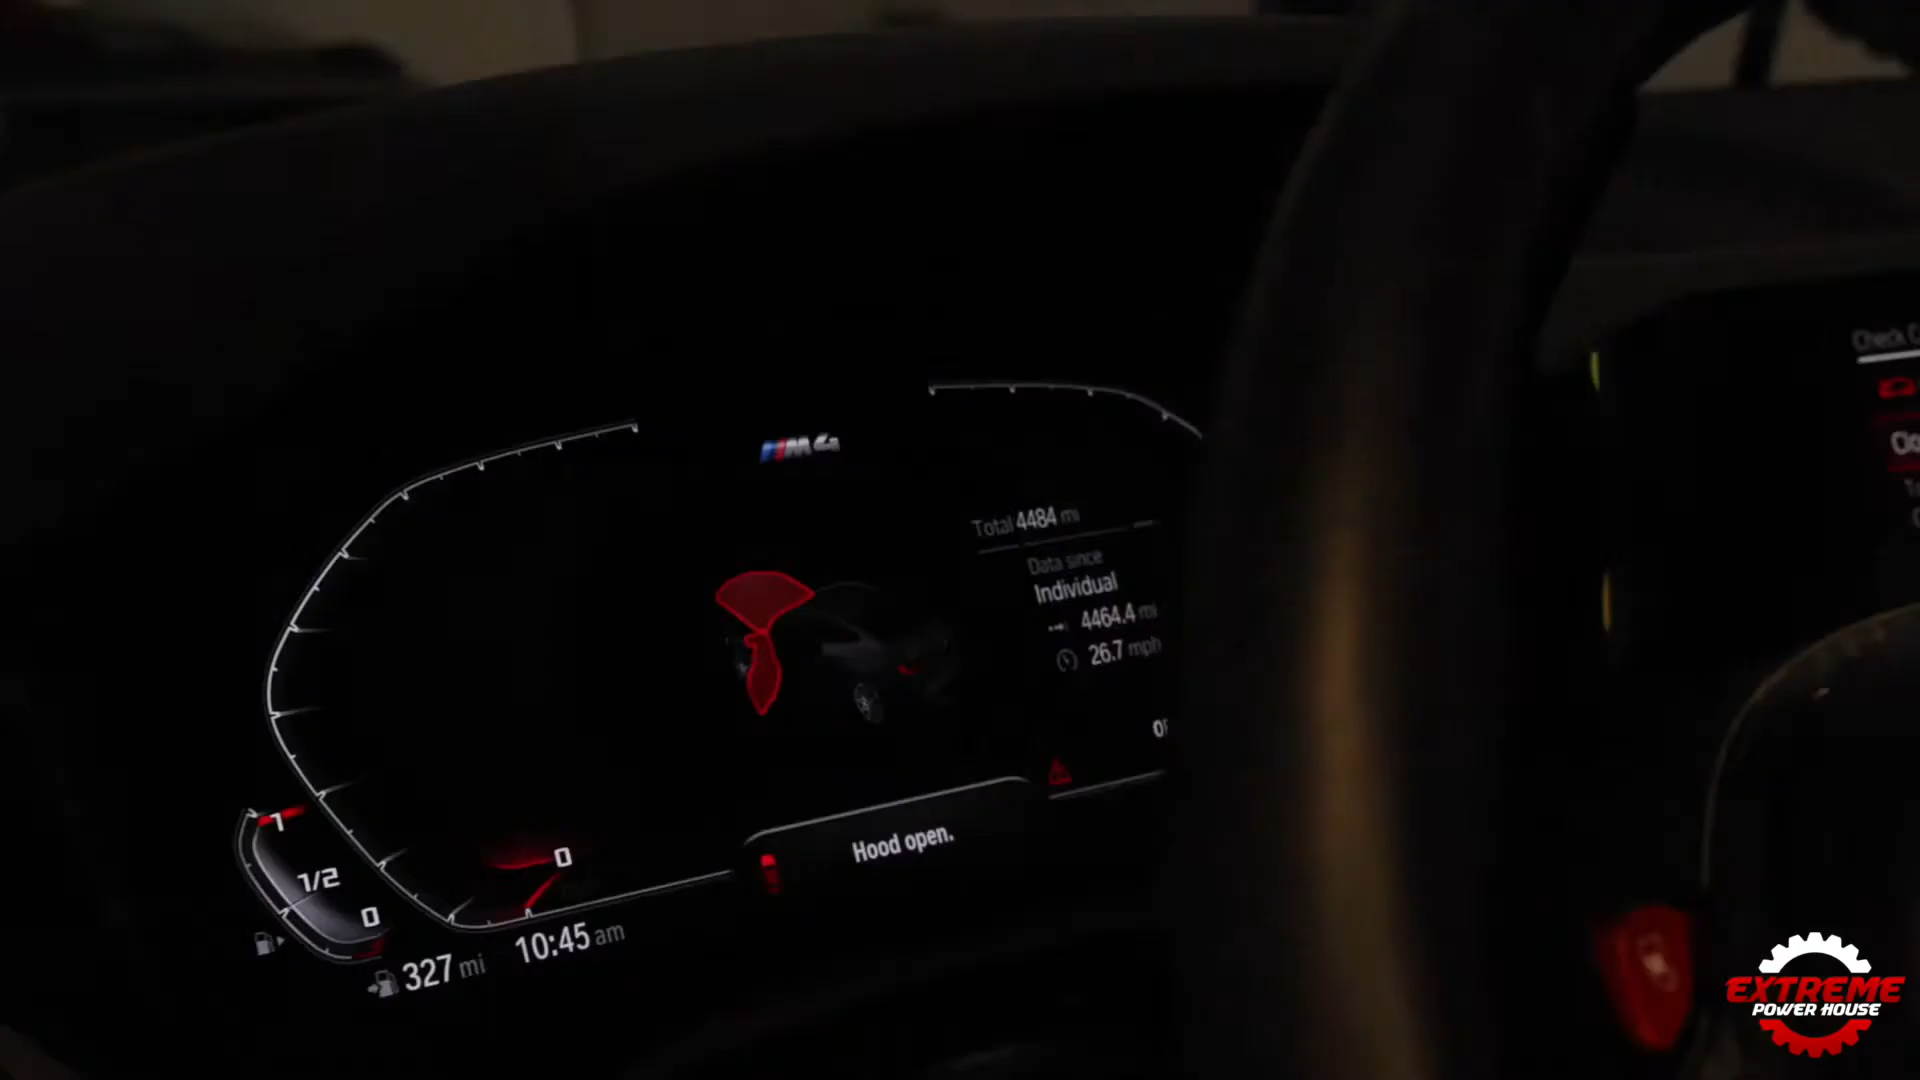 M4
Total 4484 mi
Data since
Individual
4464.4 mi
26.7 mph
Hood open.
1
1/2
0
0
327 mi
10:45 am
Check
EXTREME
POWER HOUSE